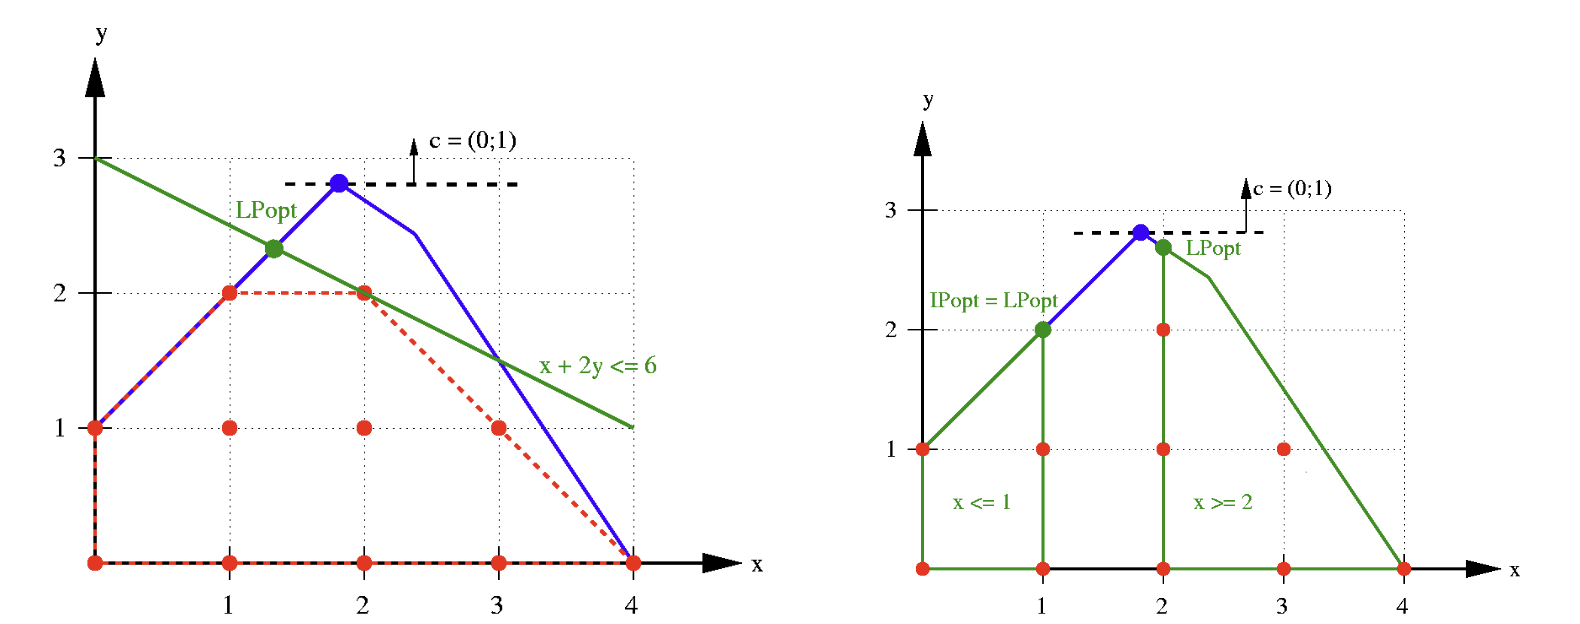 y
3
c = (0;1)
LPopt
2
x + 2y <= 6
1
x
1
2
3
4
y
3
c = (0;1)
LPopt
IPopt = LPopt
2
1
x <= 1
x >= 2
x
1
2
3
4